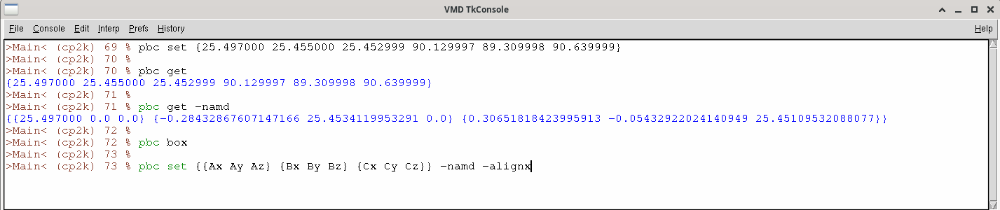 VMD TkConsole
File Console Edit Interp Prefs History Help
>Main< (cp2k) 69 % pbc set {25.497000 25.455000 25.452999 90.129997 89.309998 90.639999}
>Main< (cp2k) 70 %
>Main< (cp2k) 70 % pbc get
{25.497000 25.455000 25.452999 90.129997 89.309998 90.639999}
>Main< (cp2k) 71 %
>Main< (cp2k) 71 % pbc get -namd
{{25.497000 0.0 0.0} {-0.28432867607147166 25.4534119953291 0.0} {0.30651818423995913 -0.05432922024140949 25.45109532088077}}
>Main< (cp2k) 72 %
>Main< (cp2k) 72 % pbc box
>Main< (cp2k) 73 %
>Main< (cp2k) 73 % pbc set {{Ax Ay Az} {Bx By Bz} {Cx Cy Cz}} -namd -alignx